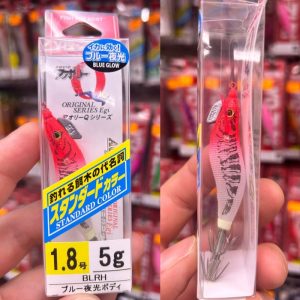 イカに効く!
ブルー夜光
BLUE GLOW
アオリー
ORIGINAL
SERIES Egi
アオリーQシリーズ
釣れる餌木の代名詞
スタンダードカラー
STANDARD COLOR
1.8号
5g
BLRH
ブルー夜光ボディ